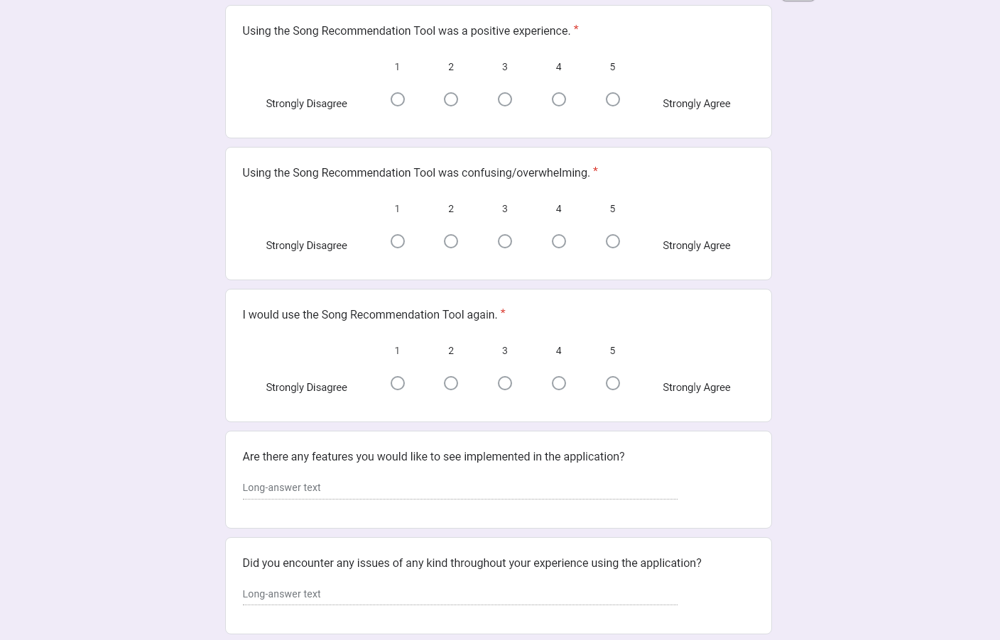 Using the Song Recommendation Tool was a positive experience. *
1 2 3 4 5
Strongly Disagree Strongly Agree
Using the Song Recommendation Tool was confusing/overwhelming. *
1 2 3 4 5
Strongly Disagree Strongly Agree
I would use the Song Recommendation Tool again. *
1 2 3 4 5
Strongly Disagree Strongly Agree
Are there any features you would like to see implemented in the application?
Long-answer text
Did you encounter any issues of any kind throughout your experience using the application?
Long-answer text